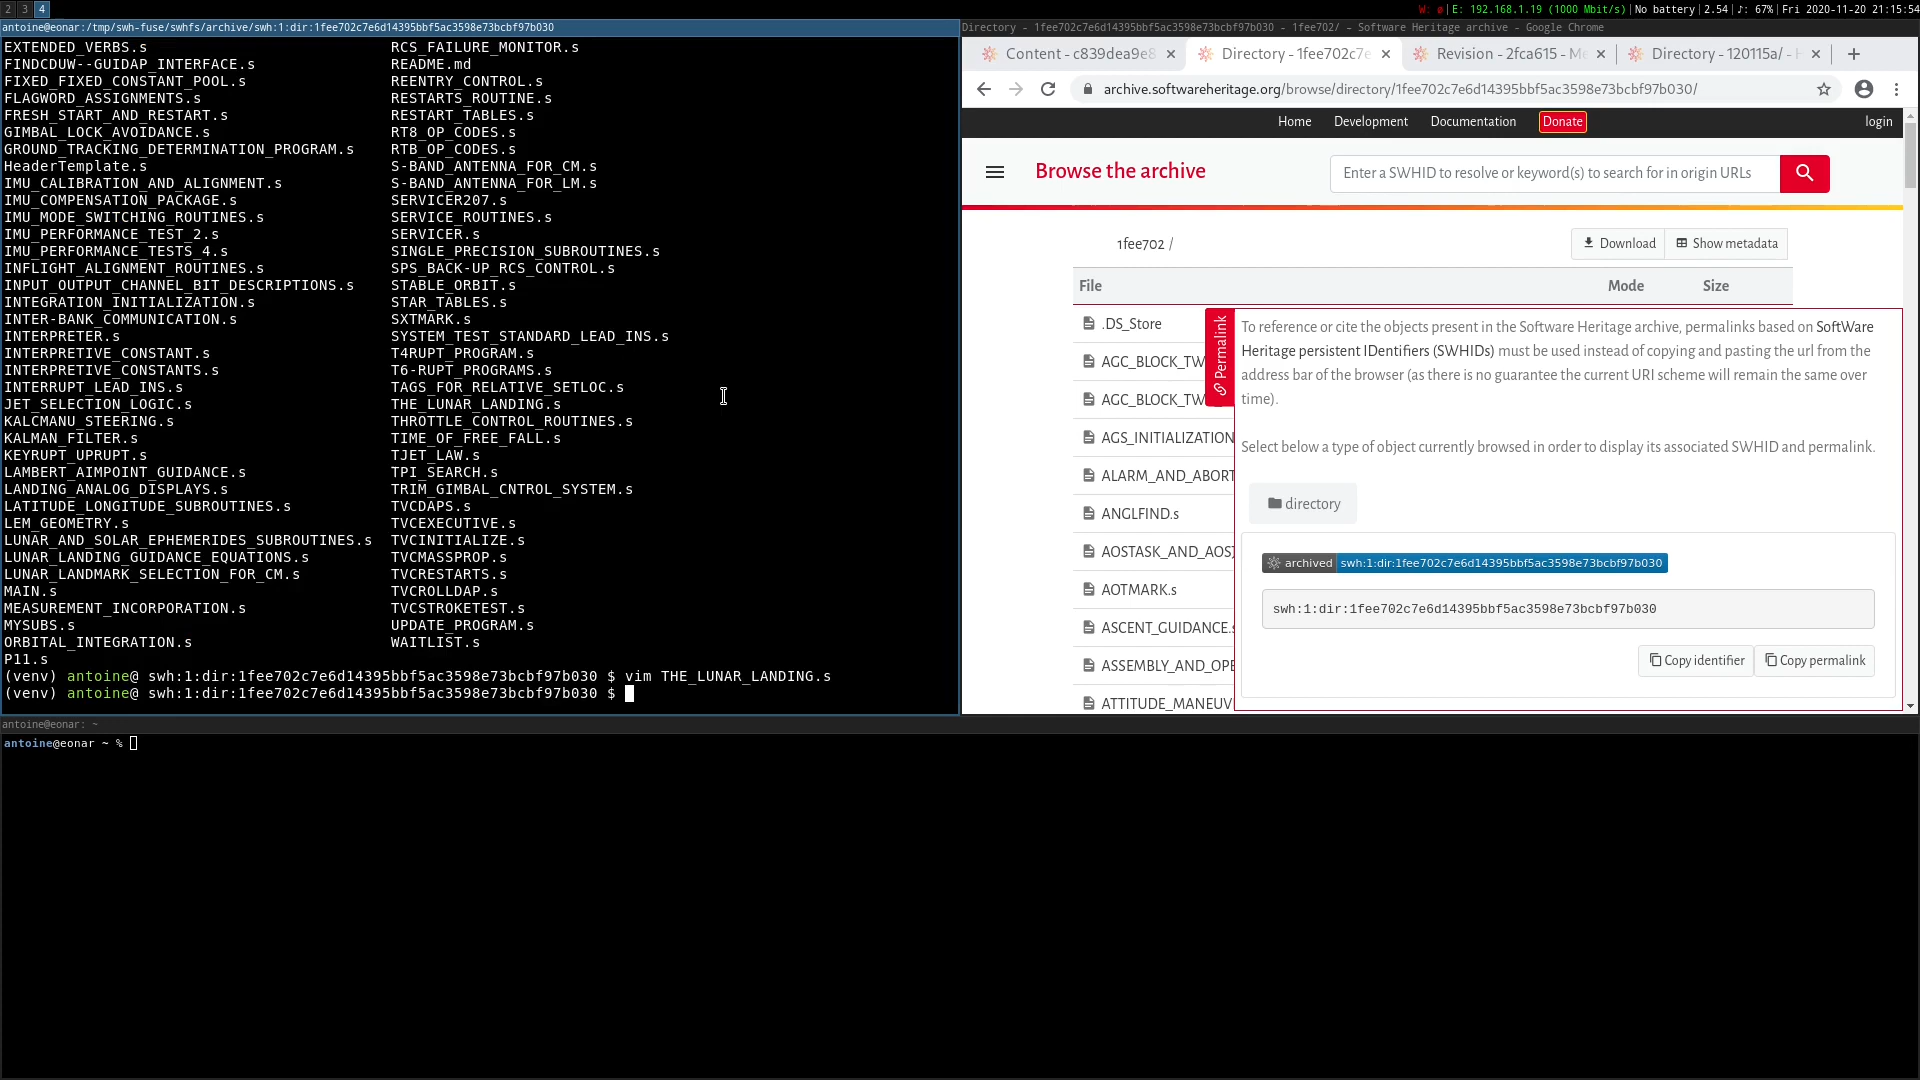 2 3 4
W: ø|E: 192.168.1.19 (1000 Mbit/s)|No battery|2.54|♪: 67%|Fri 2020-11-20 21:15:54
antoine@eonar:/tmp/swh-fuse/swhfs/archive/swh:1:dir:1fee702c7e6d14395bbf5ac3598e73bcbf97b030
EXTENDED_VERBS.s RCS_FAILURE_MONITOR.s
FINDCDUW--GUIDAP_INTERFACE.s README.md
FIXED_FIXED_CONSTANT_POOL.s REENTRY_CONTROL.s
FLAGWORD_ASSIGNMENTS.s RESTARTS_ROUTINE.s
FRESH_START_AND_RESTART.s RESTART_TABLES.s
GIMBAL_LOCK_AVOIDANCE.s RT8_OP_CODES.s
GROUND_TRACKING_DETERMINATION_PROGRAM.s RTB_OP_CODES.s
HeaderTemplate.s S-BAND_ANTENNA_FOR_CM.s
IMU_CALIBRATION_AND_ALIGNMENT.s S-BAND_ANTENNA_FOR_LM.s
IMU_COMPENSATION_PACKAGE.s SERVICER207.s
IMU_MODE_SWITCHING_ROUTINES.s SERVICE_ROUTINES.s
IMU_PERFORMANCE_TEST_2.s SERVICER.s
IMU_PERFORMANCE_TESTS_4.s SINGLE_PRECISION_SUBROUTINES.s
INFLIGHT_ALIGNMENT_ROUTINES.s SPS_BACK-UP_RCS_CONTROL.s
INPUT_OUTPUT_CHANNEL_BIT_DESCRIPTIONS.s STABLE_ORBIT.s
INTEGRATION_INITIALIZATION.s STAR_TABLES.s
INTER-BANK_COMMUNICATION.s SXTMARK.s
INTERPRETER.s SYSTEM_TEST_STANDARD_LEAD_INS.s
INTERPRETIVE_CONSTANT.s T4RUPT_PROGRAM.s
INTERPRETIVE_CONSTANTS.s T6-RUPT_PROGRAMS.s
INTERRUPT_LEAD_INS.s TAGS_FOR_RELATIVE_SETLOC.s
JET_SELECTION_LOGIC.s THE_LUNAR_LANDING.s
KALCMANU_STEERING.s THROTTLE_CONTROL_ROUTINES.s
KALMAN_FILTER.s TIME_OF_FREE_FALL.s
KEYRUPT_UPRUPT.s TJET_LAW.s
LAMBERT_AIMPOINT_GUIDANCE.s TPI_SEARCH.s
LANDING_ANALOG_DISPLAYS.s TRIM_GIMBAL_CNTROL_SYSTEM.s
LATITUDE_LONGITUDE_SUBROUTINES.s TVCDAPS.s
LEM_GEOMETRY.s TVCEXECUTIVE.s
LUNAR_AND_SOLAR_EPHEMERIDES_SUBROUTINES.s TVCINITIALIZE.s
LUNAR_LANDING_GUIDANCE_EQUATIONS.s TVCMASSPROP.s
LUNAR_LANDMARK_SELECTION_FOR_CM.s TVCRESTARTS.s
MAIN.s TVCROLLDAP.s
MEASUREMENT_INCORPORATION.s TVCSTROKETEST.s
MYSUBS.s UPDATE_PROGRAM.s
ORBITAL_INTEGRATION.s WAITLIST.s
P11.s
(venv) antoine@ swh:1:dir:1fee702c7e6d14395bbf5ac3598e73bcbf97b030 $ vim THE_LUNAR_LANDING.s
(venv) antoine@ swh:1:dir:1fee702c7e6d14395bbf5ac3598e73bcbf97b030 $
Directory - 1fee702c7e6d14395bbf5ac3598e73bcbf97b030 - 1fee702/ - Software Heritage archive - Google Chrome
Content - c839dea9e8 Directory - 1fee702c7e Revision - 2fca615 - Me Directory - 120115a/ - H
archive.softwareheritage.org/browse/directory/1fee702c7e6d14395bbf5ac3598e73bcbf97b030/
Home Development Documentation Donate login
Browse the archive Enter a SWHID to resolve or keyword(s) to search for in origin URLs
1fee702 / Download Show metadata
File Mode Size
.DS_Store
AGC_BLOCK_TW
AGC_BLOCK_TW
AGS_INITIALIZATION
ALARM_AND_ABORT
ANGLFIND.s
AOSTASK_AND_AOSJ
AOTMARK.s
ASCENT_GUIDANCE.s
ASSEMBLY_AND_OPE
ATTITUDE_MANEUV
Permalink
To reference or cite the objects present in the Software Heritage archive, permalinks based on SoftWare
Heritage persistent IDentifiers (SWHIDs) must be used instead of copying and pasting the url from the
address bar of the browser (as there is no guarantee the current URI scheme will remain the same over
time).
Select below a type of object currently browsed in order to display its associated SWHID and permalink.
directory
archived swh:1:dir:1fee702c7e6d14395bbf5ac3598e73bcbf97b030
swh:1:dir:1fee702c7e6d14395bbf5ac3598e73bcbf97b030
Copy identifier Copy permalink
antoine@eonar: ~
antoine@eonar ~ %